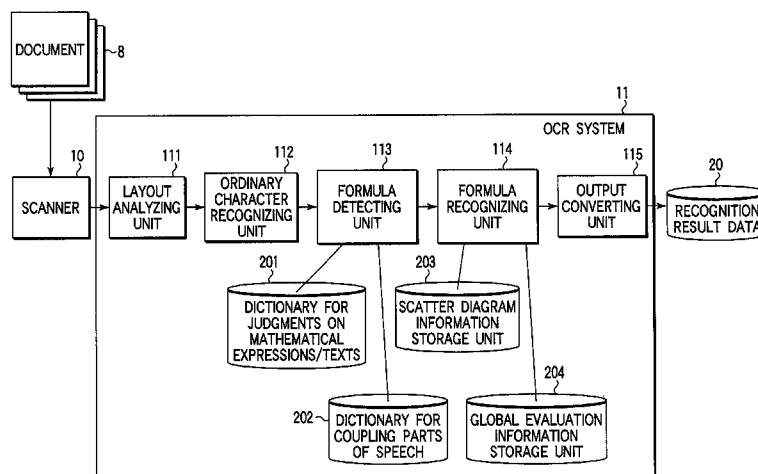 DOCUMENT
8
11
OCR SYSTEM
10
111
112
113
114
115
20
SCANNER
LAYOUT
ANALYZING
UNIT
ORDINARY
CHARACTER
RECOGNIZING
UNIT
FORMULA
DETECTING
UNIT
FORMULA
RECOGNIZING
UNIT
OUTPUT
CONVERTING
UNIT
RECOGNITION
RESULT DATA
201
DICTIONARY FOR
JUDGMENTS ON
MATHEMATICAL
EXPRESSIONS/TEXTS
203
SCATTER DIAGRAM
INFORMATION
STORAGE UNIT
202
DICTIONARY FOR
COUPLING PARTS
OF SPEECH
204
GLOBAL EVALUATION
INFORMATION
STORAGE UNIT